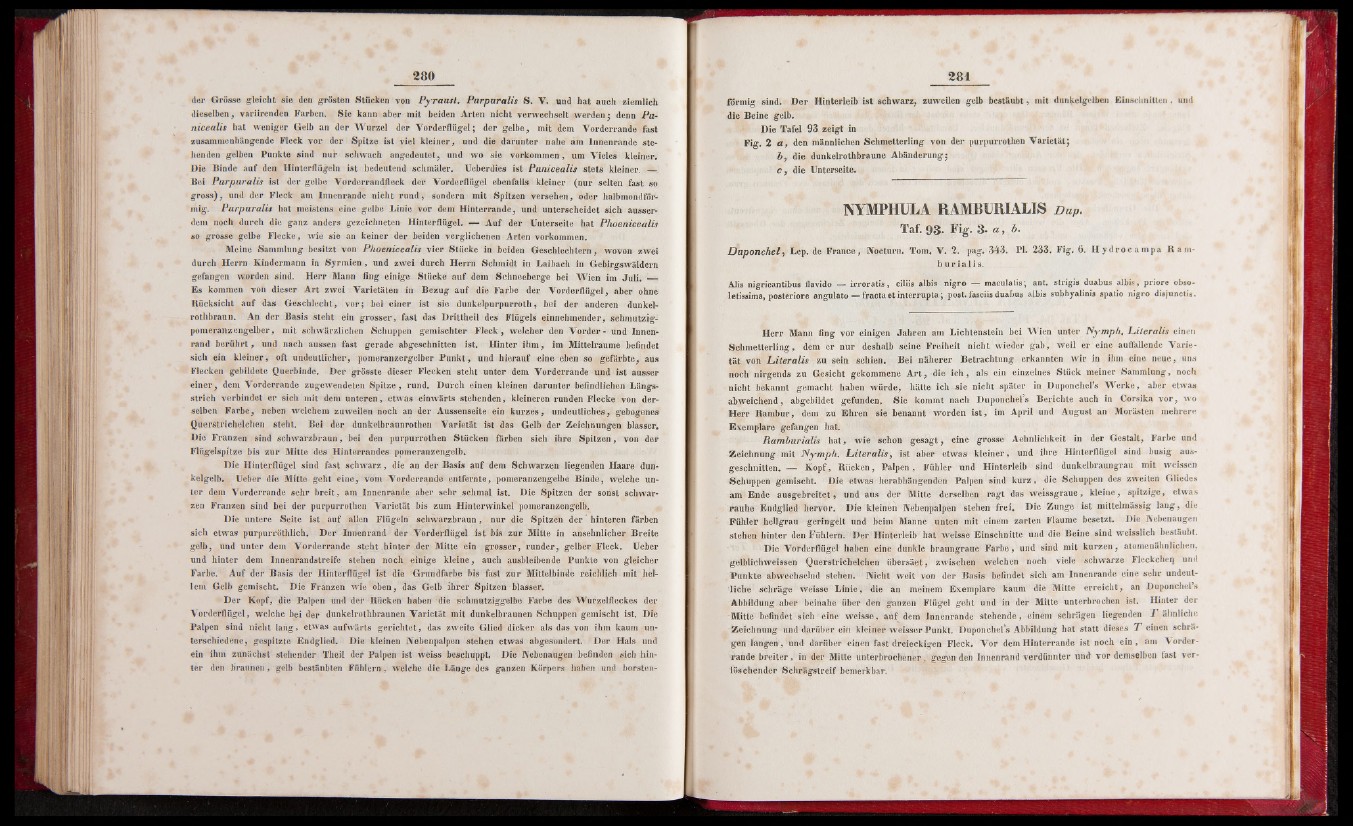 280
der Grösse gleicht sie den grösten Stücken von Pyraust. Purpuralis S. V. und hat auch ziemlich
dieselben, variirenden Farben. Sie kann aber mit beiden Arten nicht verwechselt werden; denn Pu-
nicealis hat weniger Gelb an der Wurzel der Vorderflügel; der gelbe, mit dem Vorderrande fast
zusammenhängende Fleck vor der Spitze ist viel kleiner, und die darunter nahe am Innenrande ste-
henden gelben Punkte sind nur schwach angedeutet, und wo sie vorkommen, um Vieles kleiner.
Die Binde auf den Hinterflügeln ist bedeutend schmäler. Ueberdies ist Punicealis stets kleiner. —
Bei Purpuralis ist der gelbe Vorderrandfleck der Vorderflügel ebenfalls kleiner (nur selten fast so
gross), und der Fleck am Innenrande nicht rund, sondern mit Spitzen versehen, oder halbmondför-
mig. Purpuralis hat meistens eine gelbe Linie vor dem Hinterrande, und unterscheidet sich ausser-
dem noch durch die ganz anders gezeichneten Hinterflügel. — Auf der Unterseite hat Phoenicealis
so grosse gelbe Flecke, wie sie an keiner der beiden verglichenen Arten vorkommen.
Meine Sammlung besitzt von Phoenicealis vier Stücke in beiden Geschlechtern, wovon zwei
durch Herrn Kindermann in Syrmien, und zwei durch Herrn Schmidt in Laibach in Gebirgswäldern
gefangen worden sind. Herr Mann fing einige Stücke auf dem Schneeberge bei Wien im Juli. —
Es kommen von dieser Art zwei Varietäten in Bezug auf die Farbe der Vorderflügel, aber ohne
Rücksicht auf das Geschlecht, vor; bei einer ist sie dunkelpurpurroth, bei der anderen dunkel-
rothbraun. An der Basis steht ein grosser, fast das Drittheil des Flügels einnehmender, schmutzig-
pomeranzengelber, mit schwärzlichen Schuppen gemischter Fleck, welcher den Vorder- und Innen-
rand berührt, und nach aussen fast gerade abgeschnitten ist. Hinter ihm, im Mittelraume befindet
sich ein kleiner, oft undeutlicher, pomeranzergelber Punkt, und hierauf eine eben so gefärbte, aus
Flecken gebildete Querbinde. Der grösste dieser Flecken steht unter dem Vorderrande und ist ausser
einer, dem Vorderrande zugewendeten Spitze, rund. Durch einen kleinen darunter befindlichen Längs-
strich verbindet er sich mit dem unteren, etwas einwärts stehenden, kleineren runden Flecke von der-
selben Farbe, neben welchem zuweilen noch an der Aussenseite ein kurzes, undeutliches, gebogenes
Querstrichelchen steht. Bei der dunkelbraunrothen Varietät ist das Gelb der Zeichnungen blasser.
Die Franzen sind schwarzbraun, bei den purpurrothen Stücken färben sich ihre Spitzen, von der
Flügelspitze bis zur Mitte des Hinterrandes pomeranzengelb.
Die Hinterflügel sind fast schwarz, die an der Basis auf dem Schwarzen liegenden Haare dun-
kelgelb. Ueber die Mitte geht eine, vom Vorderrande entfernte, pomeranzengelbe Binde, welche un-
ter dem Vorderrande sehr breit, am Innenrande aber sehr schmal ist. Die Spitzen der sonst schwar-
zen Franzen sind bei der purpurrothen Varietät bis zum Hinterwinkel pomeranzengelb.
Die untere Seite ist auf allen Flügeln schwarzbraun, nur die Spitzen der hinteren färben
sich etwas purpurröthlich. Der Innenrand der Vorderflügel ist bis zur Mitte in ansehnlicher Breite
gelb, und unter dem Vorderrande steht hinter der Mitte ein grosser, runder, gelber Fleck. Ueber
und hinter dem Innenrandstreife stehen noch einige kleine, auch ausbleibende Punkte von gleicher
Farbe. Auf der Basis der Hinterflügel ist die Grundfarbe bis fast zur Mittelbinde reichlich mit hel-
lem Gelb gemischt. Die Franzen wie oben, das Gelb ihrer Spitzen blasser.
Der Kopf, die Palpen und der Rücken haben die schmutziggelbe Farbe des Wurzelfleckes der
Vorderflügel, welche bei der dunkelrothbraunen Varietät mit dunkelbraunen Schuppen gemischt ist. Die
Palpen sind nicht lang, etwas aufwärts gerichtet, das zweite Glied dicker als das von ihm kaum un-
terschiedene, gespitzte Endglied. Die kleinen Nebenpalpen stehen etwas abgesondert. Der Hals und
ein ihm zunächst stehender Theil der Palpen ist weiss beschuppt. Die Nebenaugen befinden sich hin-
ter den braunen, gelb bestäubten Fühlern, welche die Länge des ganzen Körpers haben und borsten-
281
förmig sind. Der Hinterleib ist schwarz, zuweilen gelb bestäubt, mit dunkelgelben Einschnitten, und
die Beine gelb.
Die Tafel 93 zeigt in
Fig. 2 a, den männlichen Schmetterling von der purpurrothen Varietät;
b, die dunkelrothbraune Abänderung;
c, die Unterseite.
NYMPHULA RAMBURIALIS Dup.
Taf. 93. Fig. 3. a, b.
Duponchel, Lep. de France, Nocturn. Tom. V. 2. pag. 343. Pl. 233. Fig. 6. Hydrocampa Ram-
burialis.
Alis nigricantibus flavido — irroratis, ciliis albis nigro — maculatis; ant. strigis duabus albis, priore obso-
letissima, posteriore angulato — fracta et interrupta; post. fasciis duabus albis subhyalinis spatio nigro disjunctis.
Herr Mann fing vor einigen Jahren am Lichtenstein bei Wien unter Nymph. Literalis einen
Schmetterling, dem er nur deshalb seine Freiheit nicht wieder gab, weil er eine auffallende Varie-
tät von Literalis zu sein schien. Bei näherer Betrachtung erkannten wir in ihm eine neue, uns
noch nirgends zu Gesicht gekommene Art, die ich, als ein einzelnes Stück meiner Sammlung, noch
nicht bekannt gemacht haben würde, hätte ich sie nicht später in Duponchel's Werke, aber etwas
abweichend, abgebildet gefunden. Sie kommt nach Duponchel's Berichte auch in Corsika vor, wo
Herr Rambur, dem zu Ehren sie benannt worden ist, im April und August an Morästen mehrere
Exemplare gefangen hat.
Ramburialis hat, wie schon gesagt, eine grosse Aehnlichkeit in der Gestalt, Farbe und
Zeichnung mit Nymph. Literalis, ist aber etwas kleiner, und ihre Hinterflügel sind busig aus-
geschnitten. — Kopf, Rücken, Palpen, Fühler und Hinterleib sind dunkelbraungrau mit weissen
Schuppen gemischt. Die etwas herabhängenden Palpen sind kurz, die Schuppen des zweiten Gliedes
am Ende ausgebreitet, und aus der Mitte derselben ragt das weissgraue, kleine, spitzige, etwas
rauhe Endglied hervor. Die kleinen Nebenpalpen stehen frei. Die Zunge ist mittelmässig lang, die
Fühler hellgrau geringelt und beim Manne unten mit einem zarten Flaume besetzt. Die Nebenaugen
stehen hinter den Fühlern. Der Hinterleib hat weisse Einschnitte und die Beine sind weisslich bestäubt.
Die Vorderflügel haben eine dunkle braungraue Farbe, und sind mit kurzen, atomenähnlichen,
gelblichweissen Querstrichelchen übersäet, zwischen welchen noch viele schwarze Fleckchen und
Punkte abwechselnd stehen. Nicht weit von der Basis befindet sich am Innenrande eine sehr undeut-
liche schräge weisse Linie, die an meinem Exemplare kaum die Mitte erreicht, an Duponchel's
Abbildung aber beinahe über den ganzen Flügel geht und in der Mitte unterbrochen ist. Hinter der
Mitte befindet sich eine weisse, auf dem Innenrande stehende, einem schrägen liegenden T ähnliche
Zeichnung und darüber ein kleiner weisser Punkt. Duponchel's Abbildung hat statt dieses T einen schrä-
gen langen, und darüber einen fast dreieckigen Fleck. Vor dem Hinterrande ist noch ein, am Vorder-
rande breiter, in der Mitte unterbrochener, gegen den Innenrand verdünnter und vor demselben fast ver-
löschender Schrägstreif bemerkbar.